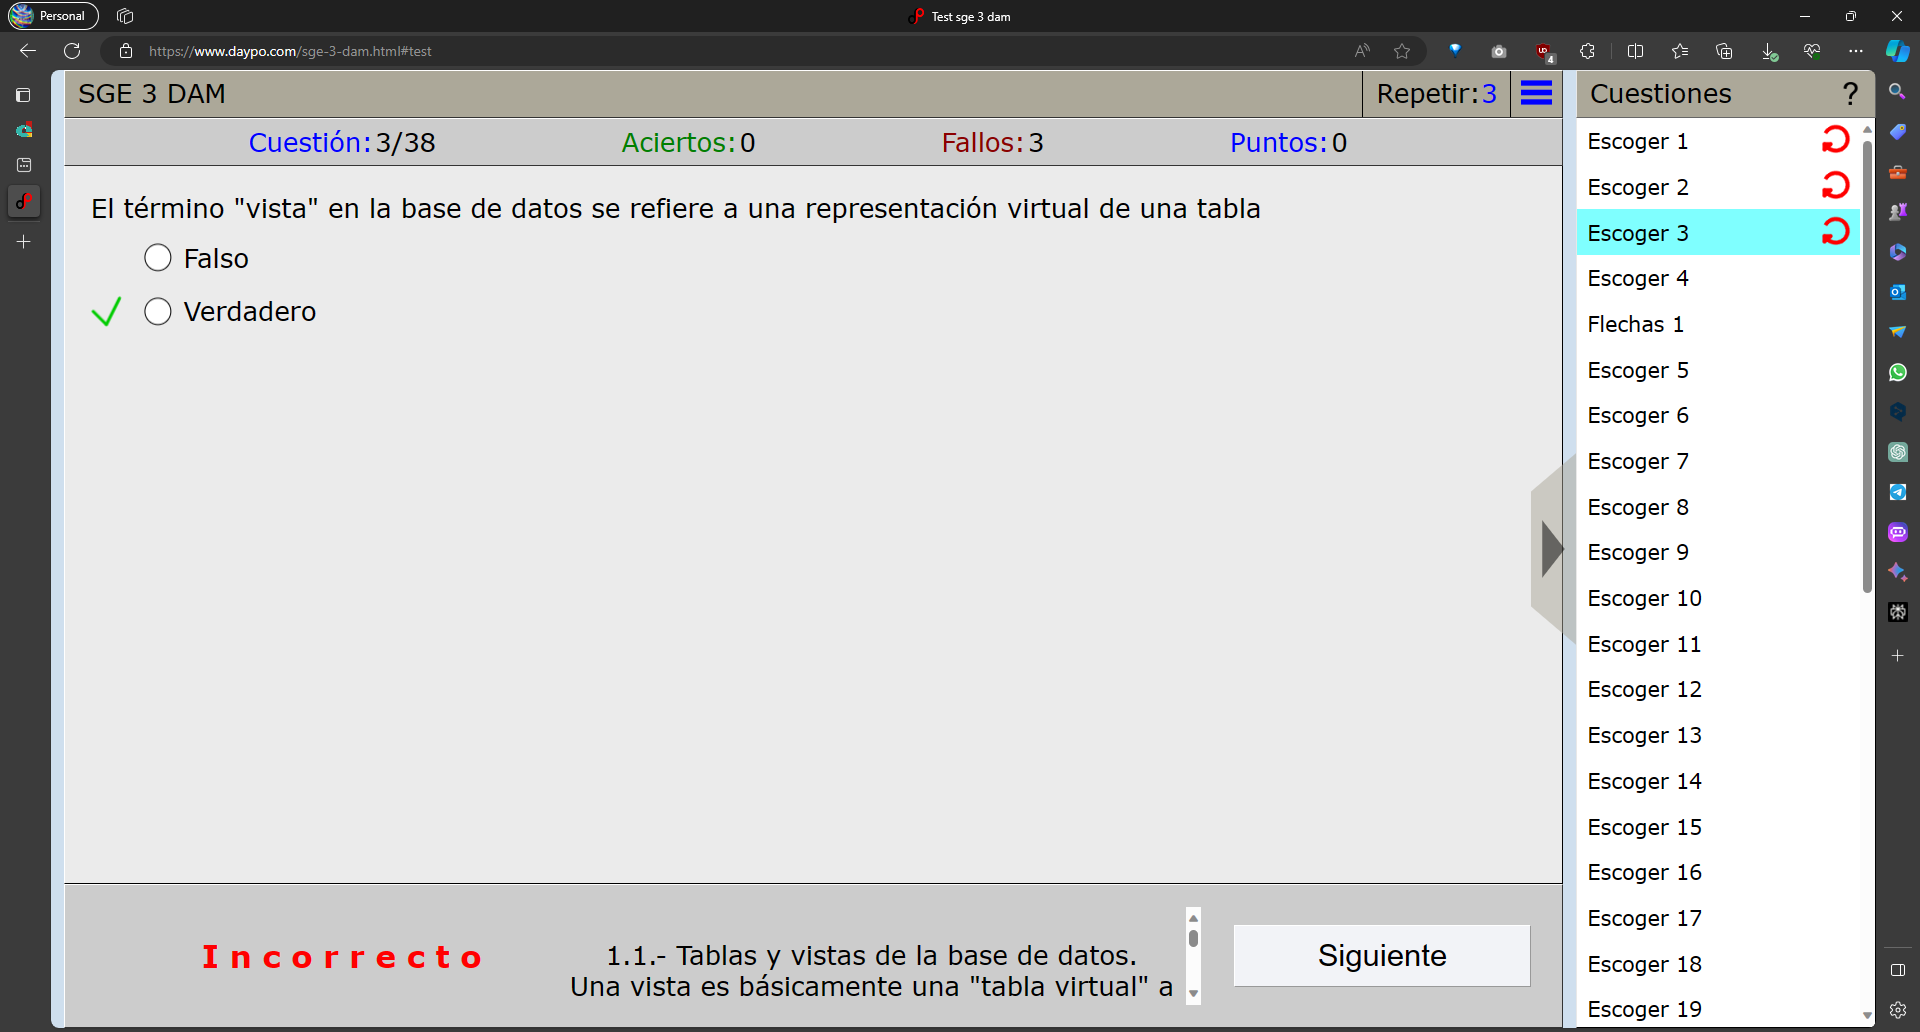 Personal
Test sge 3 dam
https://www.daypo.com/sge-3-dam.html#test
4
SGE 3 DAM
Repetir:3
Cuestiones
?
Cuestión:3/38
Aciertos:0
Fallos:3
Puntos:0
El término "vista" en la base de datos se refiere a una representación virtual de una tabla
Falso
Verdadero
Escoger 1
Escoger 2
Escoger 3
Escoger 4
Flechas 1
Escoger 5
Escoger 6
Escoger 7
Escoger 8
Escoger 9
Escoger 10
Escoger 11
Escoger 12
Escoger 13
Escoger 14
Escoger 15
Escoger 16
Escoger 17
Escoger 18
Escoger 19
Incorrecto
1.1.- Tablas y vistas de la base de datos.
Una vista es básicamente una "tabla virtual" a
Siguiente